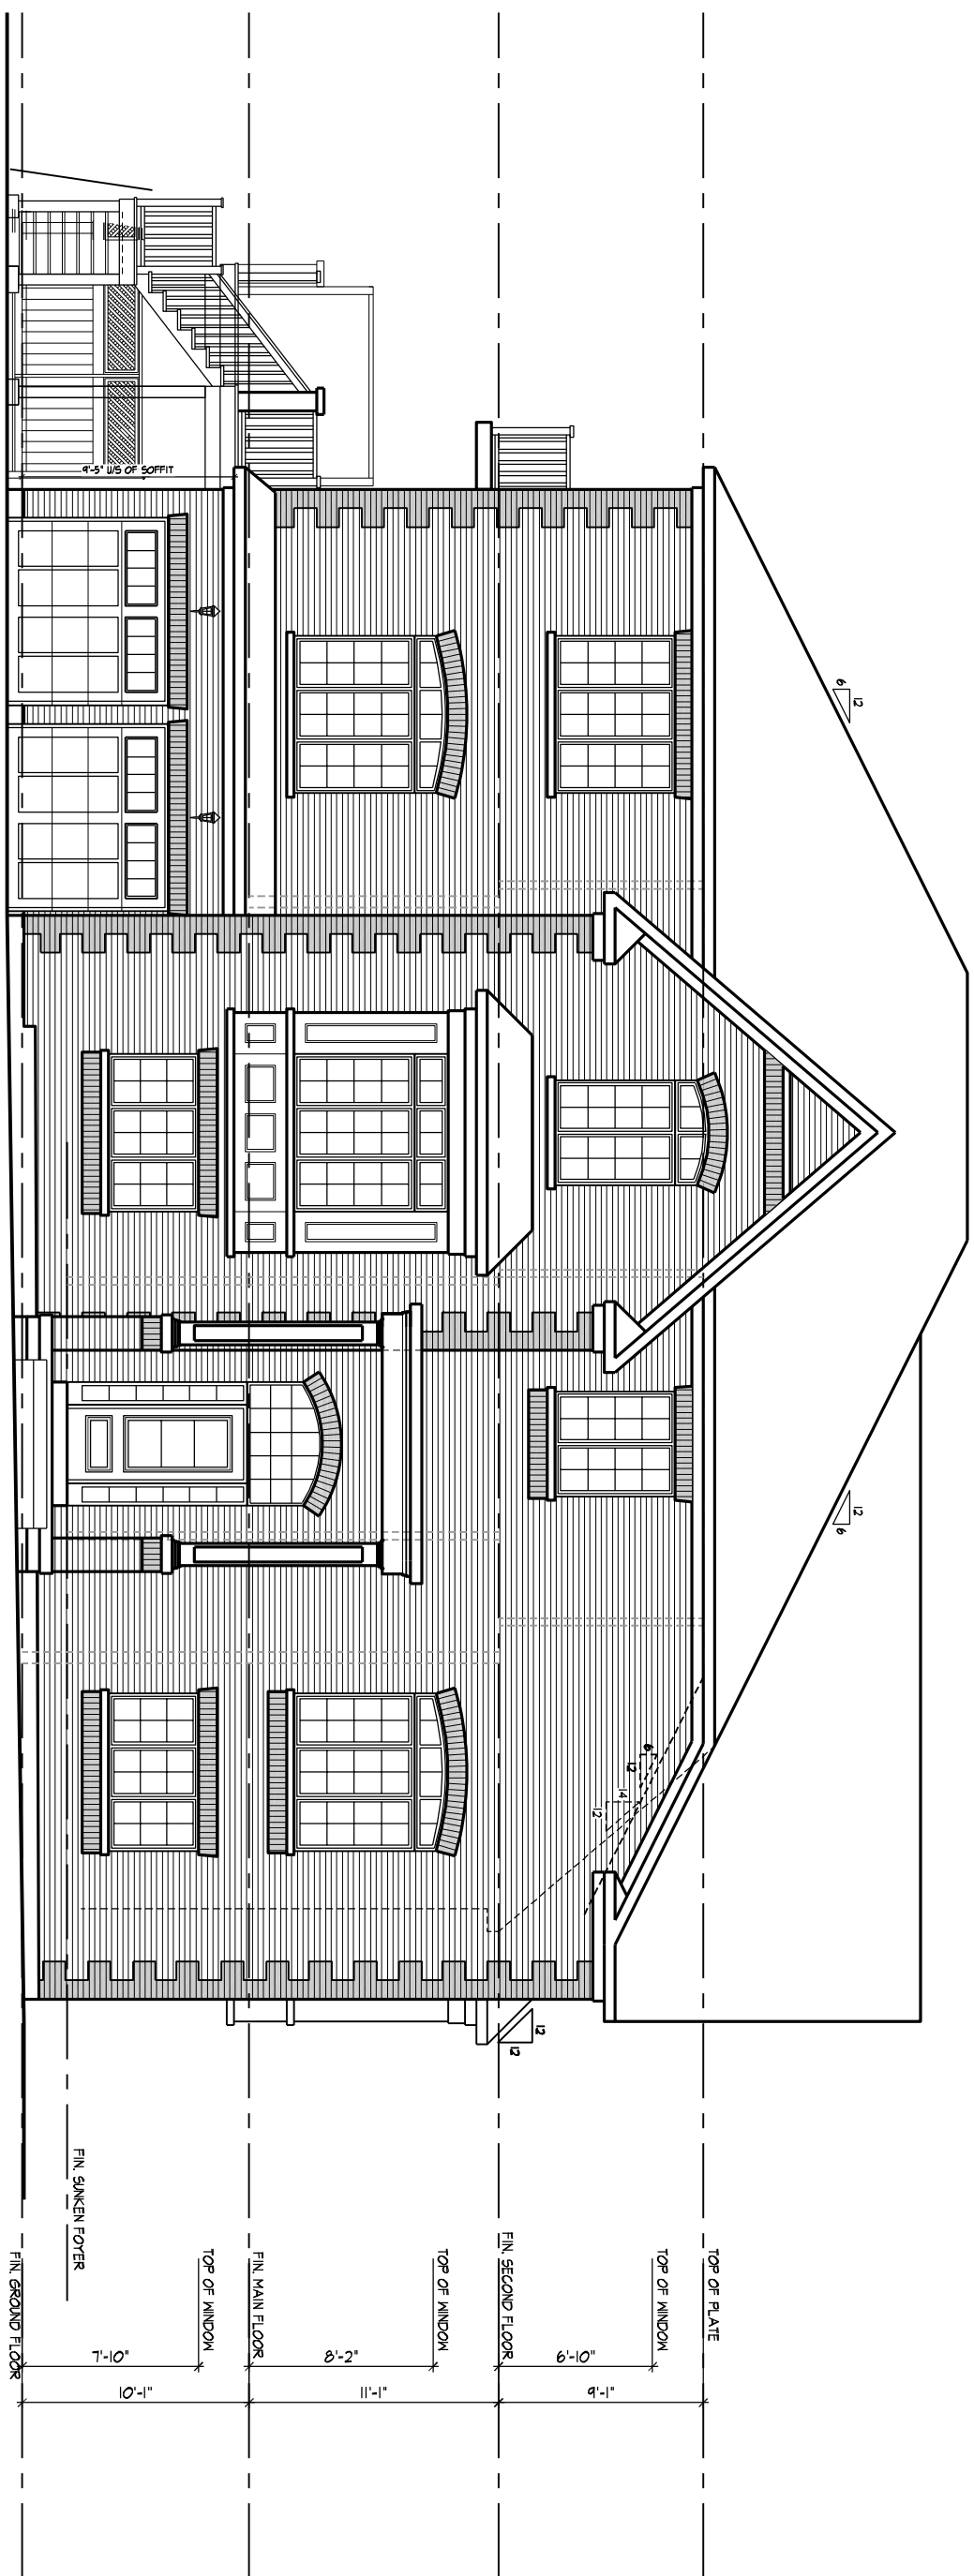 12
6
12
6
6
12
14
12
12
12
9'-5" U/S OF SOFFIT
TOP OF PLATE
TOP OF WINDOW
6'-10"
9'-1"
FIN. SECOND FLOOR
TOP OF WINDOW
8'-2"
11'-1"
FIN. MAIN FLOOR
TOP OF WINDOW
7'-10"
10'-1"
FIN. SUNKEN FOYER
FIN. GROUND FLOOR